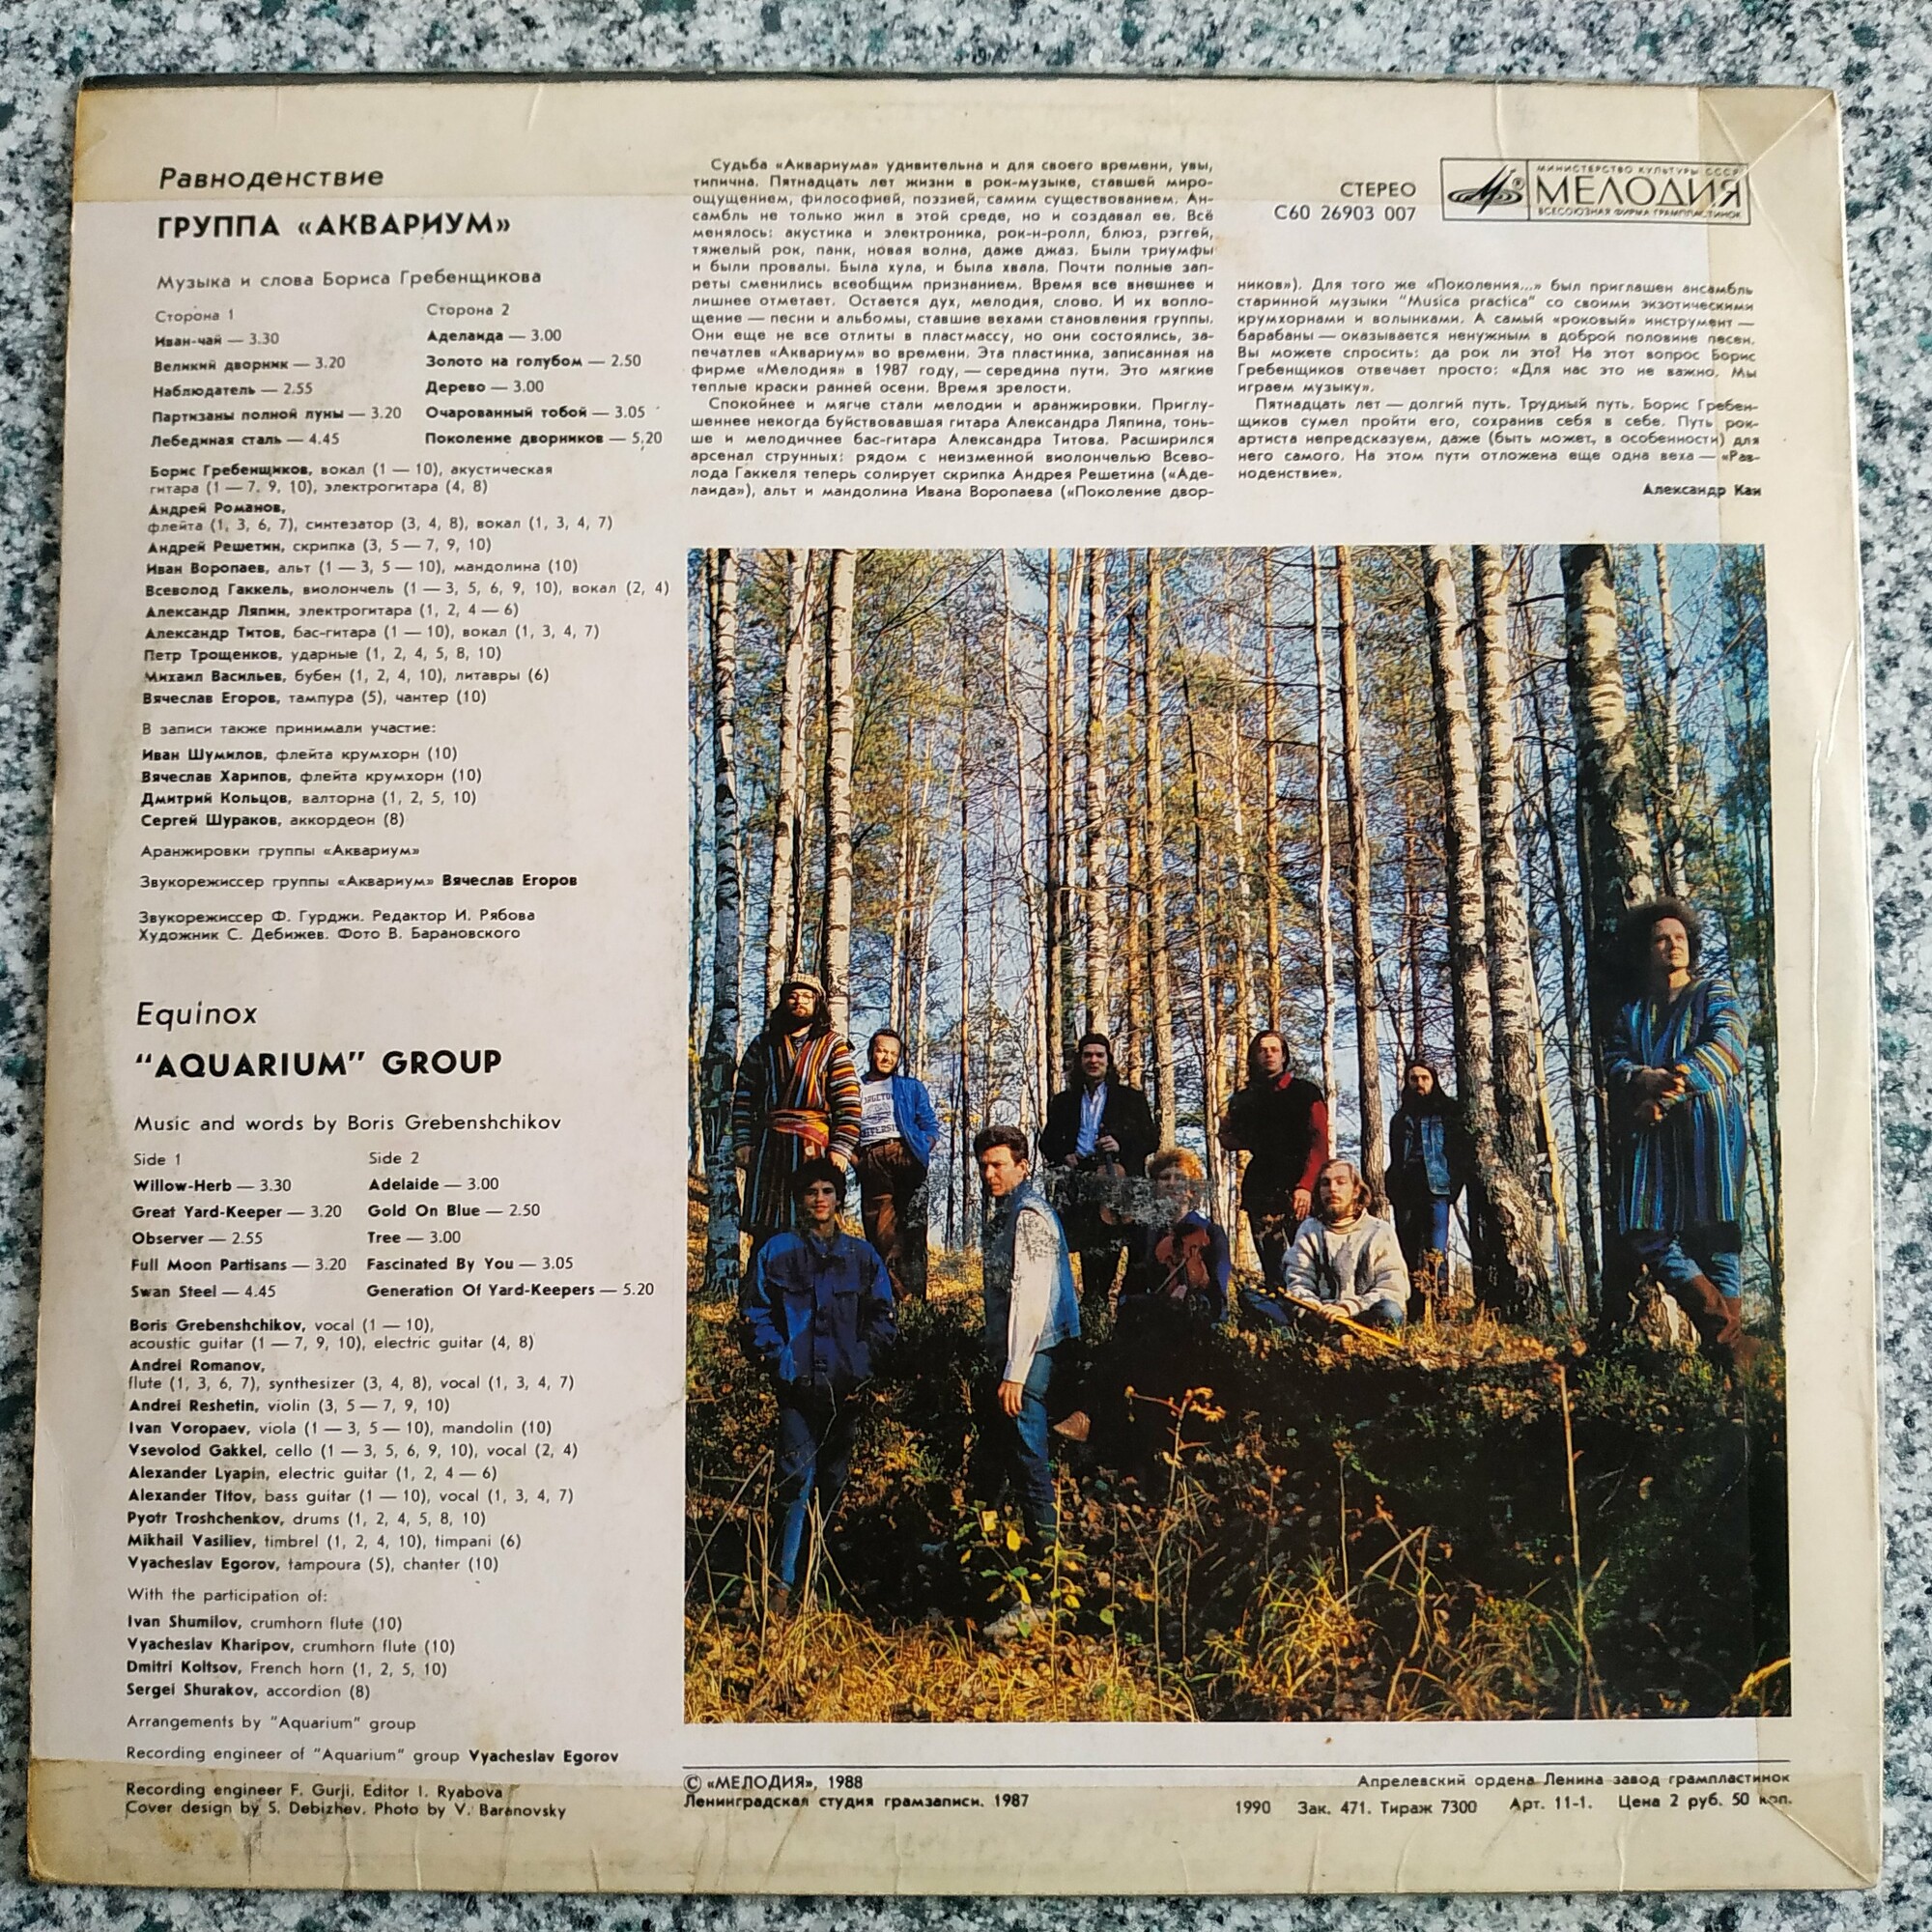 Равноденствие
ГРУППА «АКВАРИУМ»
Музыка и слова Бориса Гребенщикова
Сторона 1
Иван-чай — 3.30
Великий дворник — 3.20
Наблюдатель — 2.55
Партизаны полной луны — 3.20
Лебединая сталь — 4.45
Сторона 2
Аделаида — 3.00
Золото на голубом — 2.50
Дерево — 3.00
Очарованный тобой — 3.05
Поколение дворников — 5.20
Борис Гребенщиков, вокал (1 — 10), акустическая
гитара (1 — 7, 9, 10), электрогитара (4, 8)
Андрей Романов,
флейта (1, 3, 6, 7), синтезатор (3, 4, 8), вокал (1, 3, 4, 7)
Андрей Решетин, скрипка (3, 5 — 7, 9, 10)
Иван Воропаев, альт (1 — 3, 5 — 10), мандолина (10)
Всеволод Гаккель, виолончель (1 — 3, 5, 6, 9, 10), вокал (2, 4)
Александр Ляпин, электрогитара (1, 2, 4 — 6)
Александр Титов, бас-гитара (1 — 10), вокал (1, 3, 4, 7)
Петр Трощенков, ударные (1, 2, 4, 5, 8, 10)
Михаил Васильев, бубен (1, 2, 4, 10), литавры (6)
Вячеслав Егоров, тампура (5), чантер (10)
В записи также принимали участие:
Иван Шумилов, флейта крумхорн (10)
Вячеслав Харипов, флейта крумхорн (10)
Дмитрий Кольцов, валторна (1, 2, 5, 10)
Сергей Шураков, аккордеон (8)
Аранжировки группы «Аквариум»
Звукорежиссер группы «Аквариум» Вячеслав Егоров
Звукорежиссер Ф. Гурджи. Редактор И. Рябова
Художник С. Дебижев. Фото В. Барановского
Equinox
“AQUARIUM” GROUP
Music and words by Boris Grebenshchikov
Side 1
Willow-Herb — 3.30
Great Yard-Keeper — 3.20
Observer — 2.55
Full Moon Partisans — 3.20
Swan Steel — 4.45
Side 2
Adelaide — 3.00
Gold On Blue — 2.50
Tree — 3.00
Fascinated By You — 3.05
Generation Of Yard-Keepers — 5.20
Boris Grebenshchikov, vocal (1 — 10),
acoustic guitar (1 — 7, 9, 10), electric guitar (4, 8)
Andrei Romanov,
flute (1, 3, 6, 7), synthesizer (3, 4, 8), vocal (1, 3, 4, 7)
Andrei Reshetin, violin (3, 5 — 7, 9, 10)
Ivan Voropaev, viola (1 — 3, 5 — 10), mandolin (10)
Vsevolod Gakkel, cello (1 — 3, 5, 6, 9, 10), vocal (2, 4)
Alexander Lyapin, electric guitar (1, 2, 4 — 6)
Alexander Titov, bass guitar (1 — 10), vocal (1, 3, 4, 7)
Pyotr Troshchenkov, drums (1, 2, 4, 5, 8, 10)
Mikhail Vasiliev, timbrel (1, 2, 4, 10), timpani (6)
Vyacheslav Egorov, tampoura (5), chanter (10)
With the participation of:
Ivan Shumilov, crumhorn flute (10)
Vyacheslav Kharipov, crumhorn flute (10)
Dmitri Koltsov, French horn (1, 2, 5, 10)
Sergei Shurakov, accordion (8)
Arrangements by “Aquarium” group
Recording engineer of “Aquarium” group Vyacheslav Egorov
Recording engineer F. Gurji. Editor I. Ryabova
Cover design by S. Debizhev. Photo by V. Baranovsky
Судьба «Аквариума» удивительна и для своего времени, увы,
типична. Пятнадцать лет жизни в рок-музыке, ставшей миро-
ощущением, философией, поэзией, самим существованием. Ан-
самбль не только жил в этой среде, но и создавал ее. Всё
менялось: акустика и электроника, рок-н-ролл, блюз, рэггей,
тяжелый рок, панк, новая волна, даже джаз. Были триумфы
и были провалы. Была хула, и была хвала. Почти полные зап-
реты сменились всеобщим признанием. Время все внешнее и
лишнее отметает. Остается дух, мелодия, слово. И их вопло-
щение — песни и альбомы, ставшие вехами становления группы.
Они еще не все отлиты в пластмассу, но они состоялись, за-
печатлев «Аквариум» во времени. Эта пластинка, записанная на
фирме «Мелодия» в 1987 году, — середина пути. Это мягкие
теплые краски ранней осени. Время зрелости.
Спокойнее и мягче стали мелодии и аранжировки. Приглу-
шеннее некогда буйствовавшая гитара Александра Ляпина, тонь-
ше и мелодичнее бас-гитара Александра Титова. Расширился
арсенал струнных: рядом с неизменной виолончелью Всево-
лода Гаккеля теперь солирует скрипка Андрея Решетина («Аде-
лаида»), альт и мандолина Ивана Воропаева («Поколение двор-
СТЕРЕО
С60 26903 007
МИНИСТЕРСТВО КУЛЬТУРЫ СССР
МЕЛОДИЯ
ВСЕСОЮЗНАЯ ФИРМА ГРАМПЛАСТИНОК
ников»). Для того же «Поколения...» был приглашен ансамбль
старинной музыки “Musica practica” со своими экзотическими
крумхорнами и волынками. А самый «роковый» инструмент —
барабаны — оказывается ненужным в доброй половине песен.
Вы можете спросить: да рок ли это? На этот вопрос Борис
Гребенщиков отвечает просто: «Для нас это не важно. Мы
играем музыку».
Пятнадцать лет — долгий путь. Трудный путь. Борис Гребен-
щиков сумел пройти его, сохранив себя в себе. Путь рок-
артиста непредсказуем, даже (быть может, в особенности) для
него самого. На этом пути отложена еще одна веха — «Рав-
ноденствие».
Александр Кан
© «МЕЛОДИЯ», 1988
Ленинградская студия грамзаписи. 1987
Апрелевский ордена Ленина завод грампластинок
1990 Зак. 471. Тираж 7300 Арт. 11-1. Цена 2 руб. 50 коп.